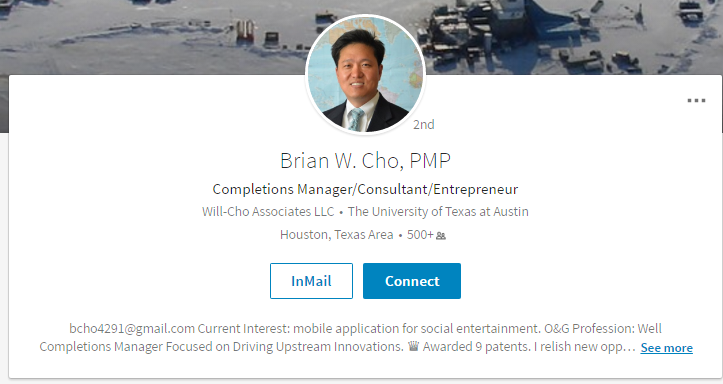 2nd
Brian W. Cho, PMP
Completions Manager/Consultant/Entrepreneur
Will-Cho Associates LLC • The University of Texas at Austin
Houston, Texas Area • 500+
InMail Connect
bcho4291@gmail.com Current Interest: mobile application for social entertainment. O&G Profession: Well
Completions Manager Focused on Driving Upstream Innovations. ♛ Awarded 9 patents. I relish new opp… See more